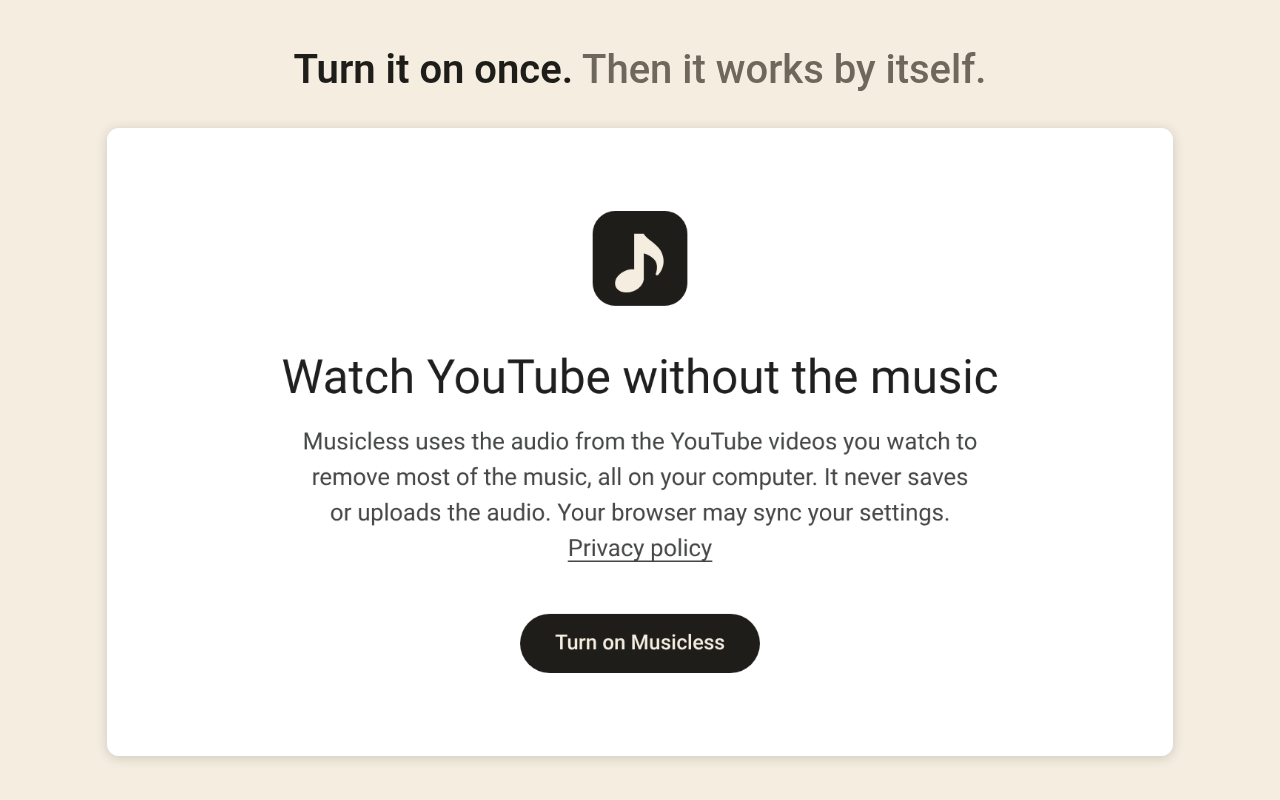 Turn it on once. Then it works by itself.
Watch YouTube without the music
Musicless uses the audio from the YouTube videos you watch to
remove most of the music, all on your computer. It never saves
or uploads the audio. Your browser may sync your settings.
Privacy policy
Turn on Musicless